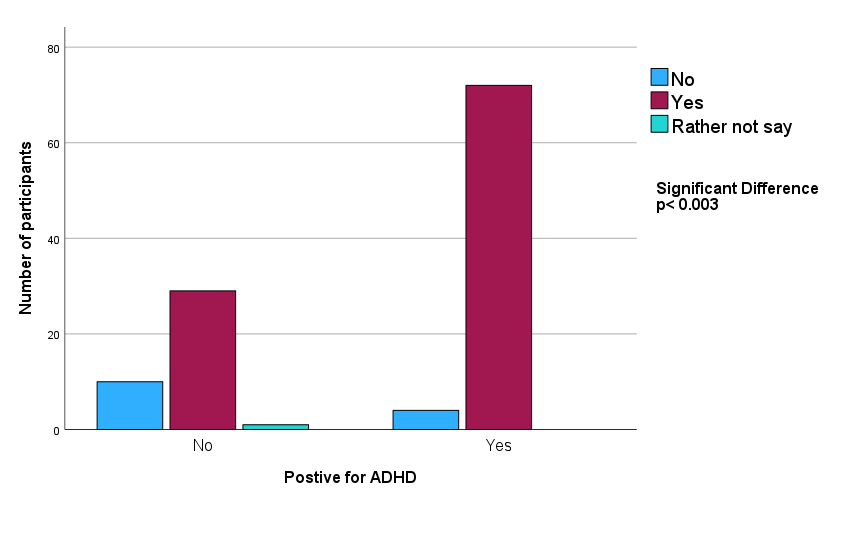 80
60
40
20
0
Number of participants
No
Yes
Postive for ADHD
No
Yes
Rather not say
Significant Difference
p< 0.003